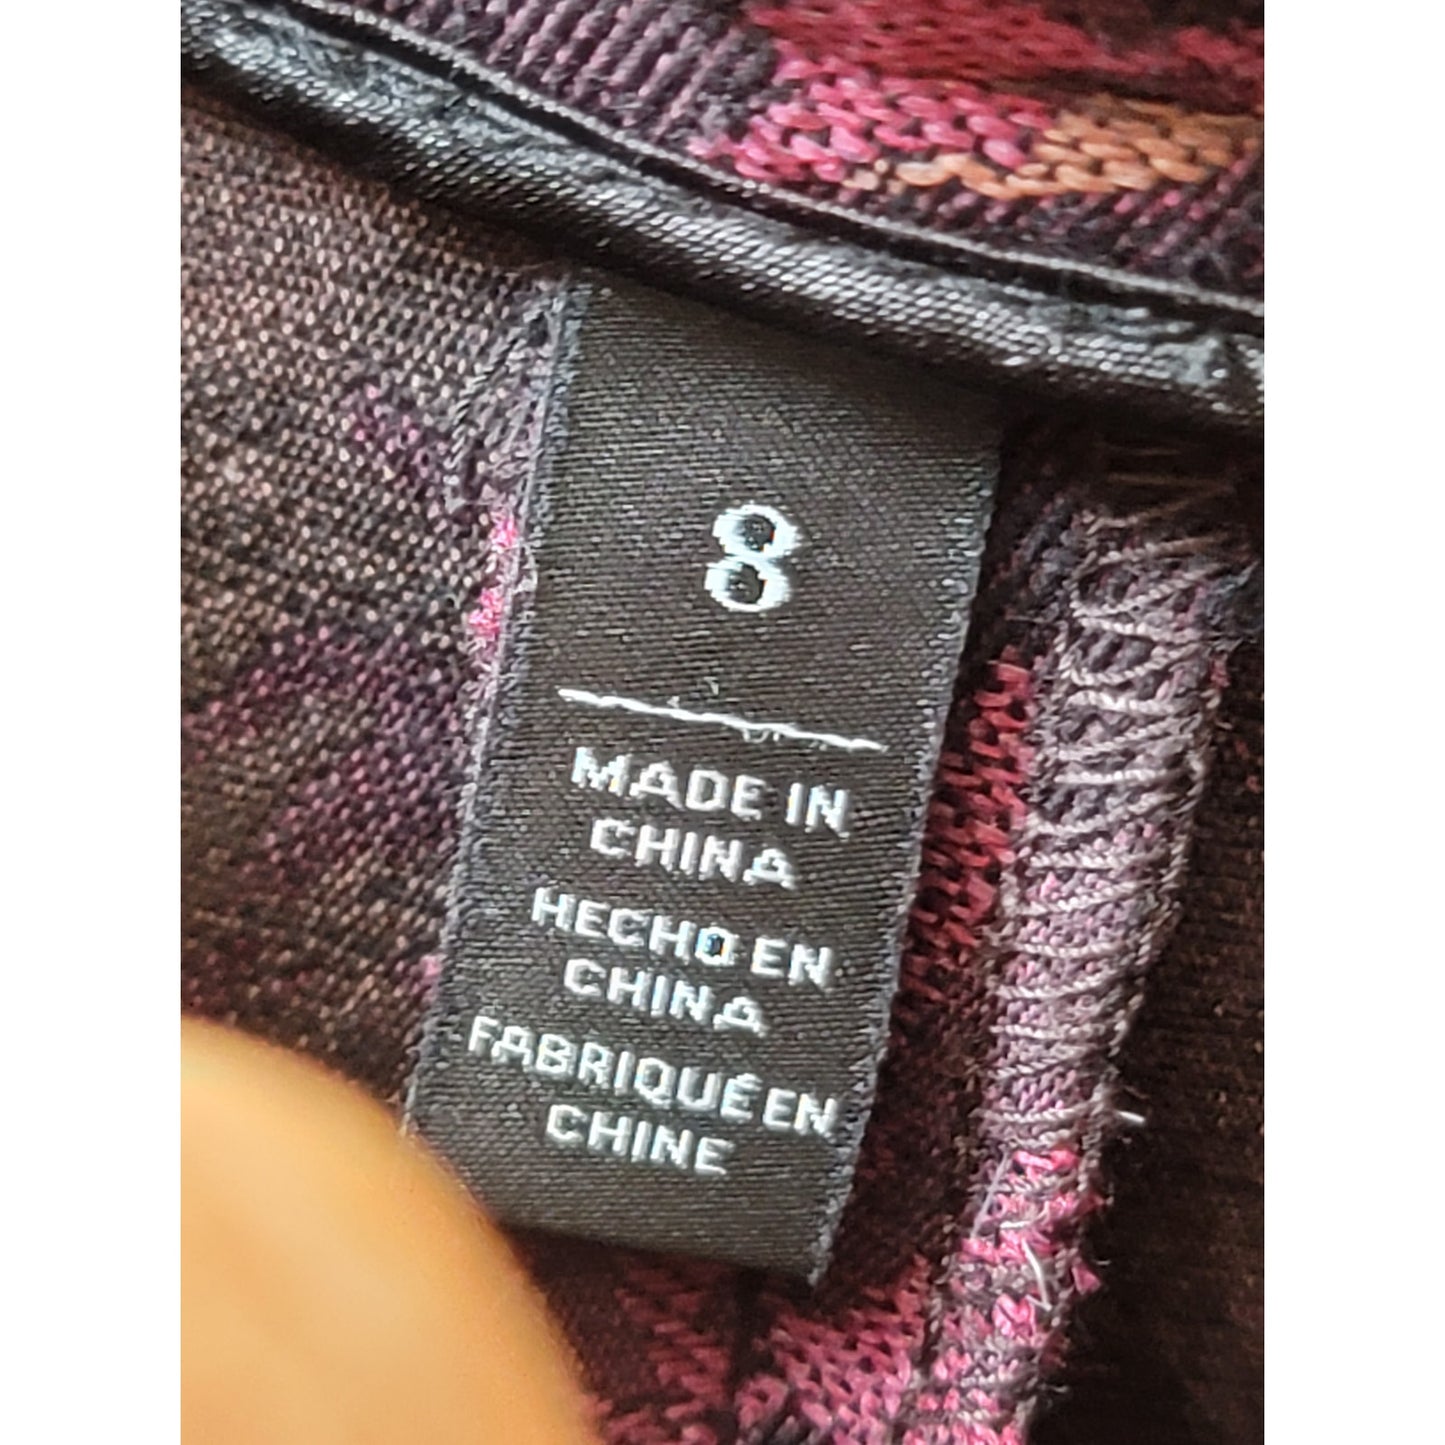 8
MADE IN
CHINA
HECHO EN
CHINA
FABRIQUÉ EN
CHINE